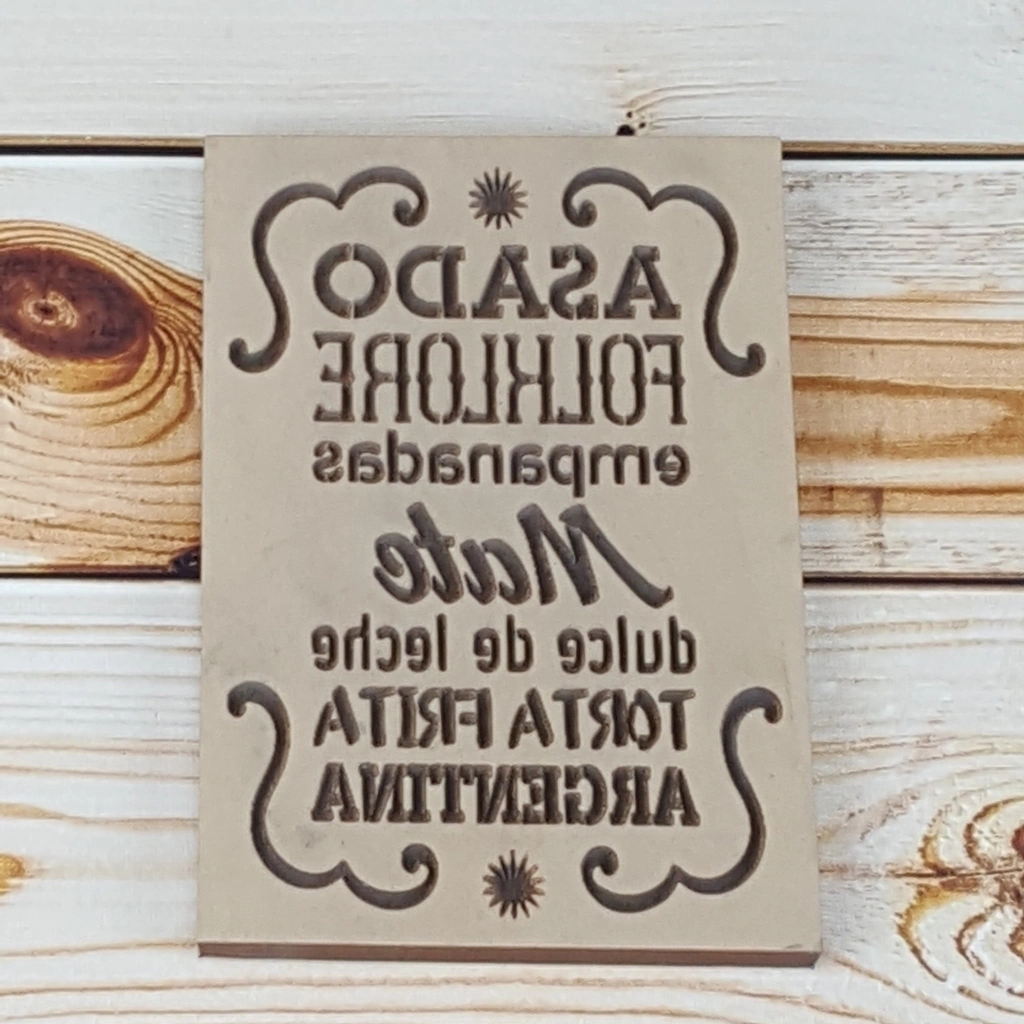 ASADO
FOLKLORE
empanadas
Mate
dulce de leche
TORTA FRITA
ARGENTINA